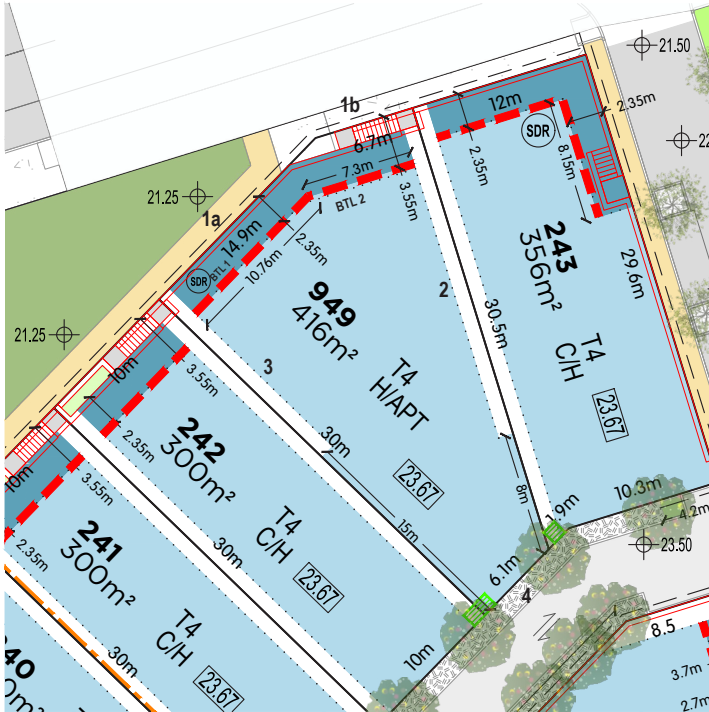 21.50
1b
12m
2.35m
6.7m
SDR
22
7.3m
2.35m
8.15m
3.55m
21.25
1a
BTL 2
14.9m
2.35m
243
356m²
29.6m
SDR
BTL 1
10.76m
949
416m²
2
30.5m
21.25
T4
C/H
10m
3.55m
3
T4
H/APT
23.67
242
300m²
30m
23.67
10.3m
2.35m
8m
10m
3.55m
T4
C/H
15m
1.9m
4.2m
241
300m²
30m
23.67
6.1m
23.50
2.35m
4
T4
C/H
10m
8.5
30m
23.67
3.7m
2.7m